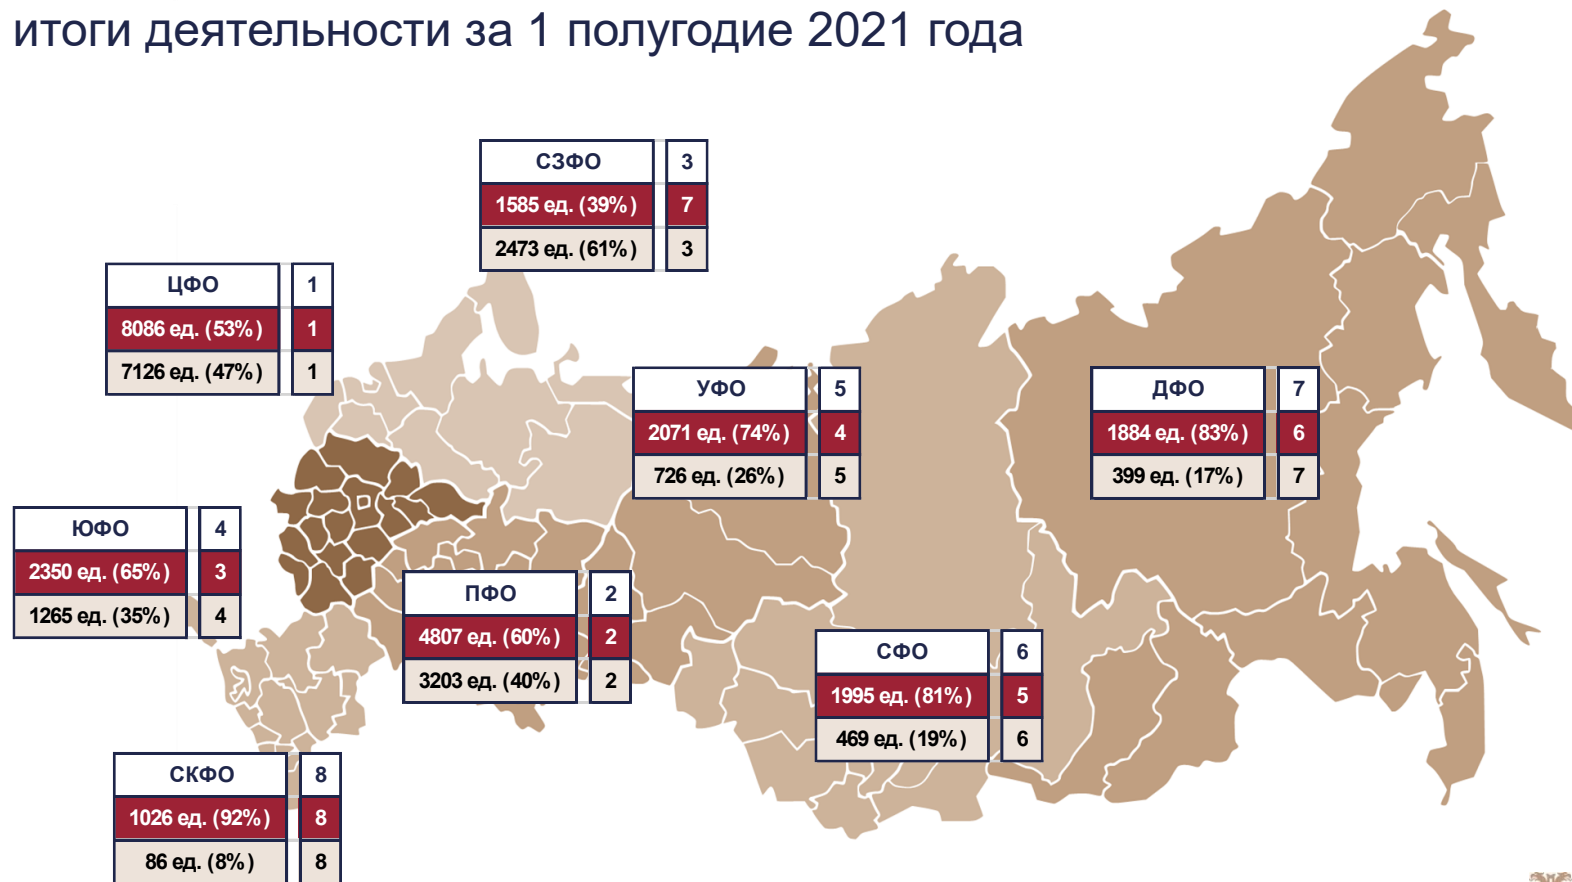 итоги деятельности за 1 полугодие 2021 года
СЗФО 3
1585 ед. (39%) 7
2473 ед. (61%) 3
ЦФО 1
8086 ед. (53%) 1
7126 ед. (47%) 1
УФО 5
2071 ед. (74%) 4
726 ед. (26%) 5
ДФО 7
1884 ед. (83%) 6
399 ед. (17%) 7
ЮФО 4
2350 ед. (65%) 3
1265 ед. (35%) 4
ПФО 2
4807 ед. (60%) 2
3203 ед. (40%) 2
СФО 6
1995 ед. (81%) 5
469 ед. (19%) 6
СКФО 8
1026 ед. (92%) 8
86 ед. (8%) 8